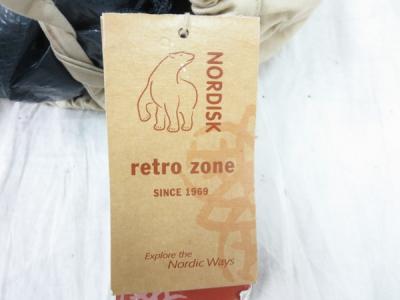 NORDISK
retro zone
SINCE 1969
Explore the
Nordic Ways